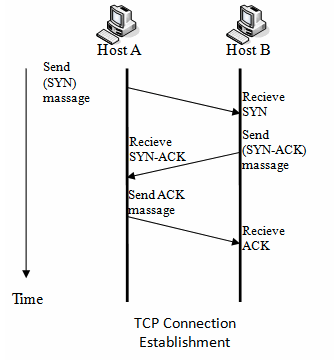 Host A
Host B
Send
(SYN)
massage
Recieve
SYN
Send
(SYN-ACK)
massage
Recieve
SYN-ACK
Send ACK
massage
Recieve
ACK
Time
TCP Connection
Establishment